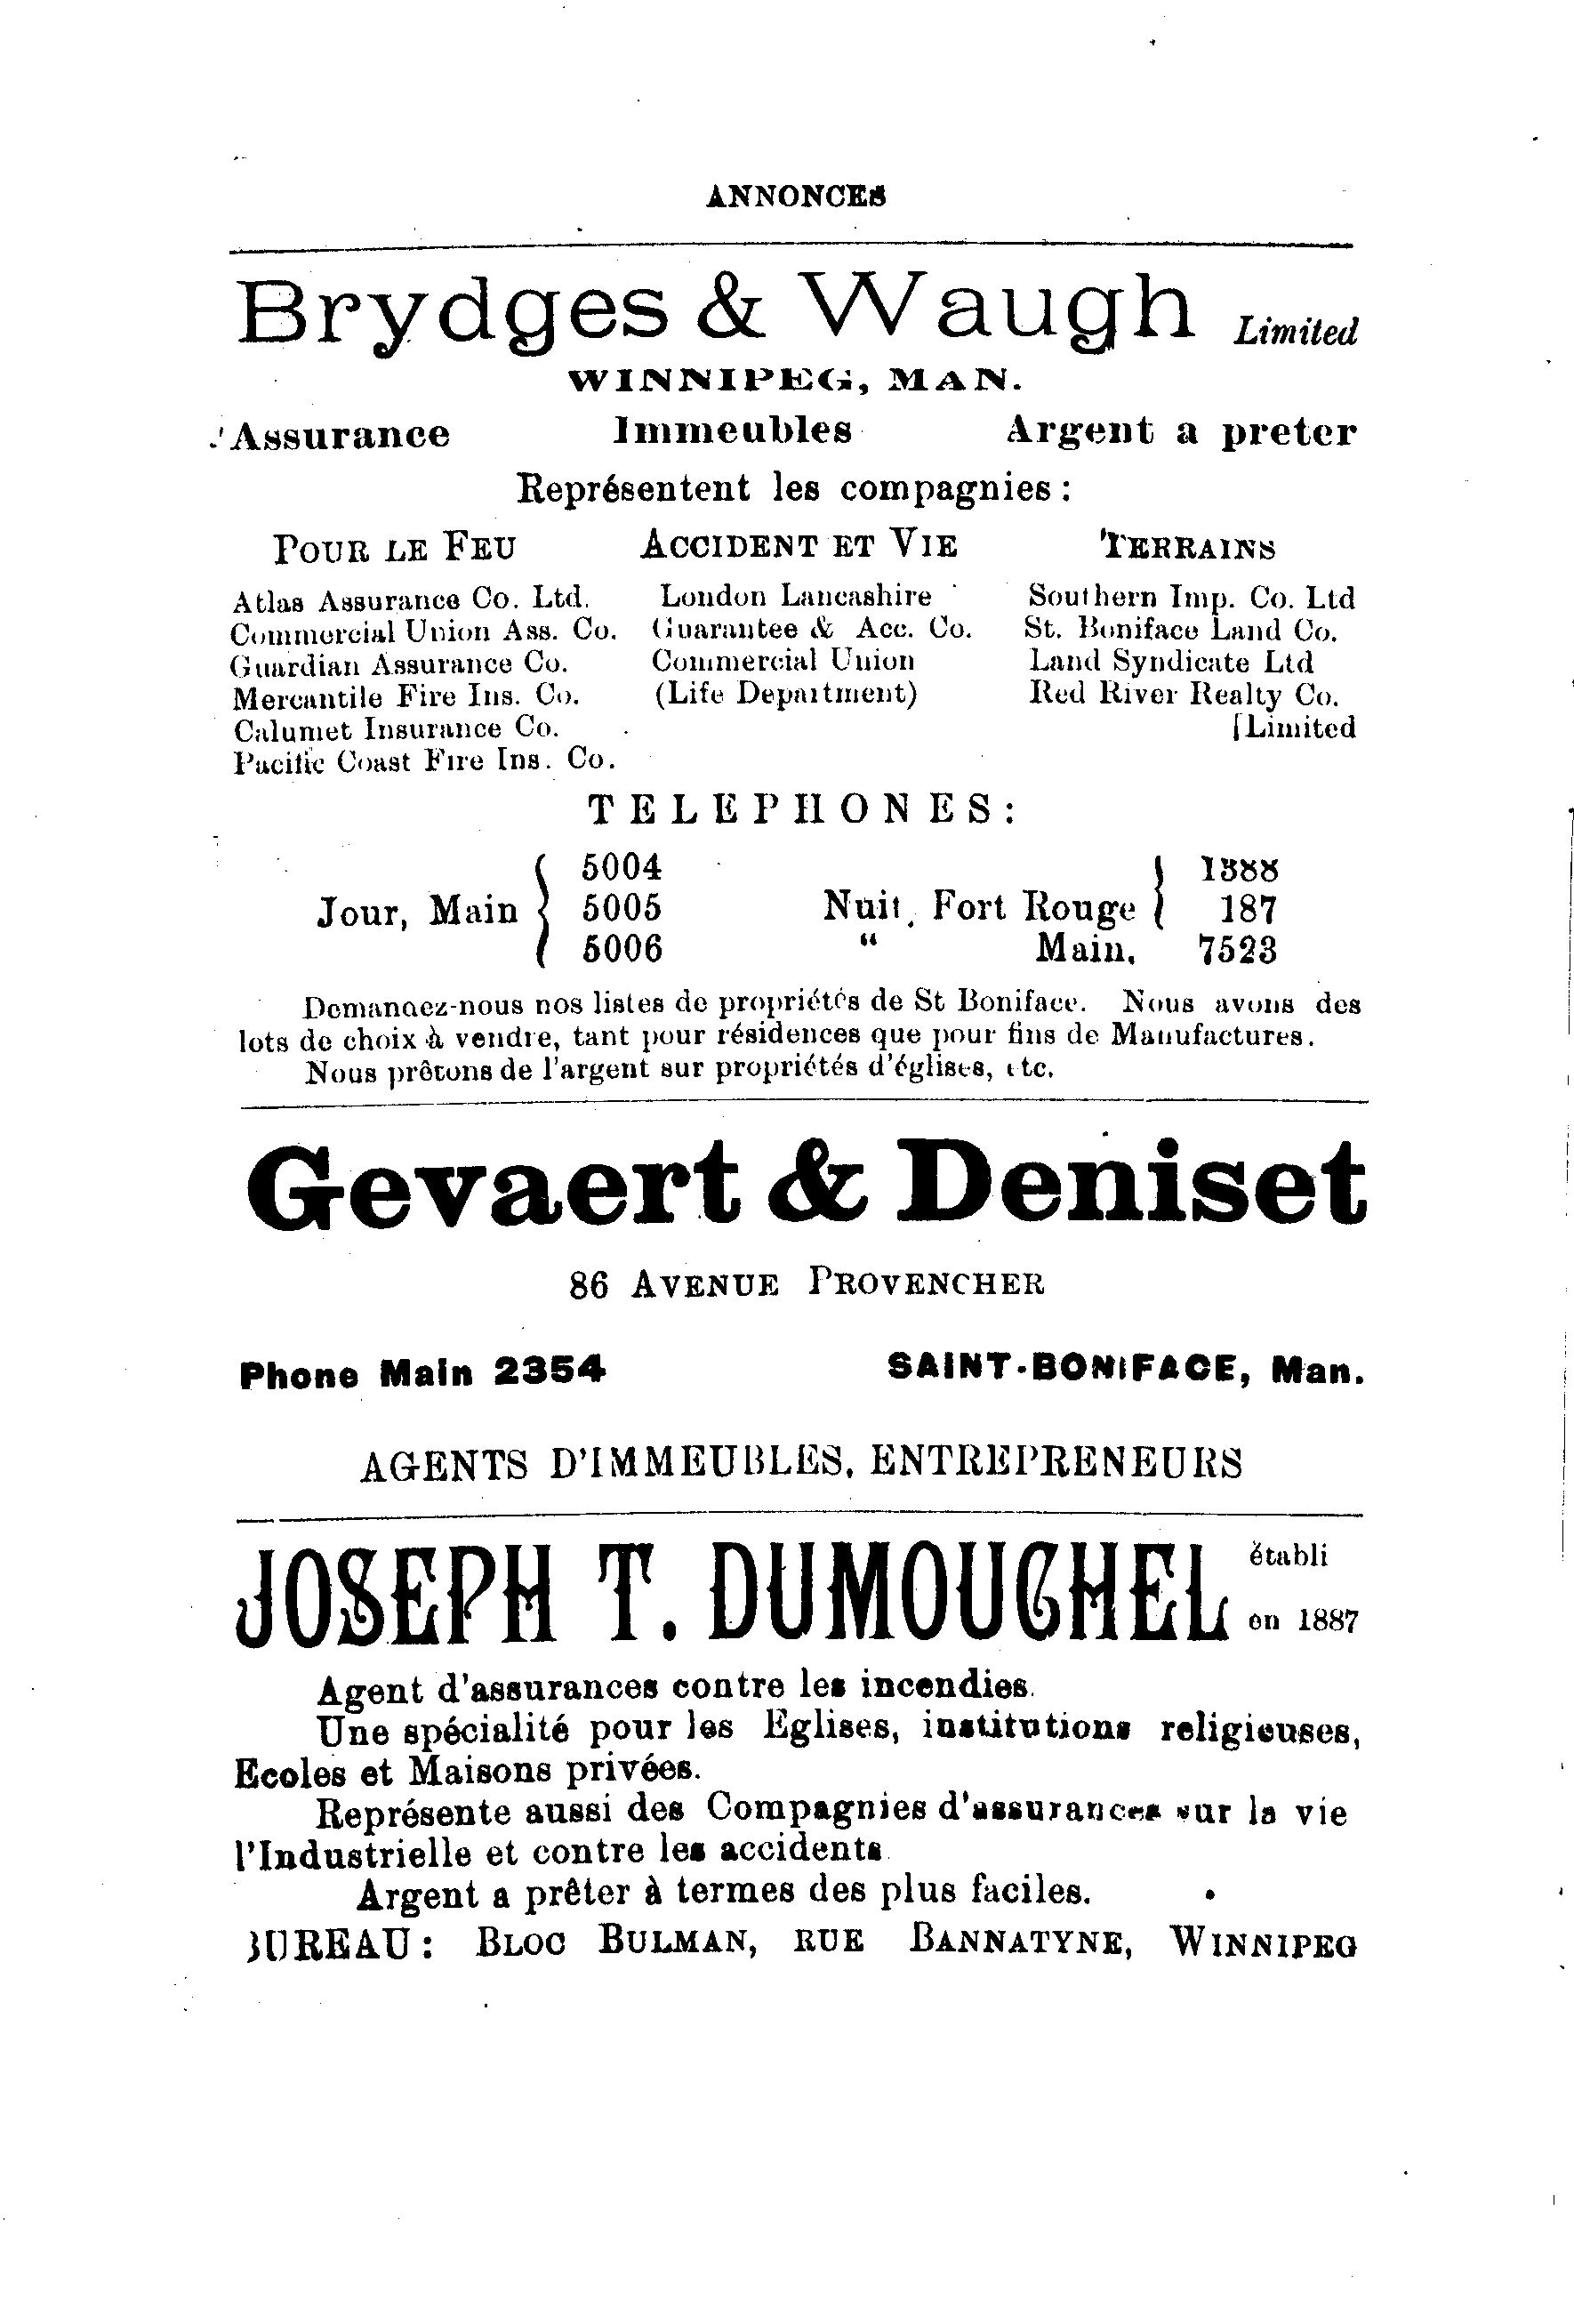 ANNONCES
Brydges & Waugh Limited
WINNIPEG, MAN.
Assurance Immeubles Argent a preter
Représentent les compagnies :
POUR LE FEU ACCIDENT ET VIE TERRAINS
Atlas Assurance Co. Ltd. London Lancashire Southern Imp. Co. Ltd
Commercial Union Ass. Co. Guarantee & Acc. Co. St. Boniface Land Co.
Guardian Assurance Co. Commercial Union Land Syndicate Ltd
Mercantile Fire Ins. Co. (Life Department) Red River Realty Co.
Calumet Insurance Co. [Limited
Pacific Coast Fire Ins. Co.
TELEPHONES:
5004 1388
Jour, Main { 5005 Nuit, Fort Rouge } 187
5006 “ Main, 7523
Demandez-nous nos listes de propriétés de St Boniface. Nous avons des
lots de choix à vendre, tant pour résidences que pour fins de Manufactures.
Nous prêtons de l'argent sur propriétés d'églises, etc.
Gevaert & Deniset
86 AVENUE PROVENCHER
Phone Main 2354 SAINT-BONIFACE, Man.
AGENTS D'IMMEUBLES, ENTREPRENEURS
JOSEPH T. DUMOUCHEL établi
en 1887
Agent d'assurances contre les incendies.
Une spécialité pour les Eglises, institutions religieuses,
Ecoles et Maisons privées.
Représente aussi des Compagnies d'assurances sur la vie
l'Industrielle et contre les accidents
Argent a prêter à termes des plus faciles.
BUREAU : BLOC BULMAN, RUE BANNATYNE, WINNIPEG